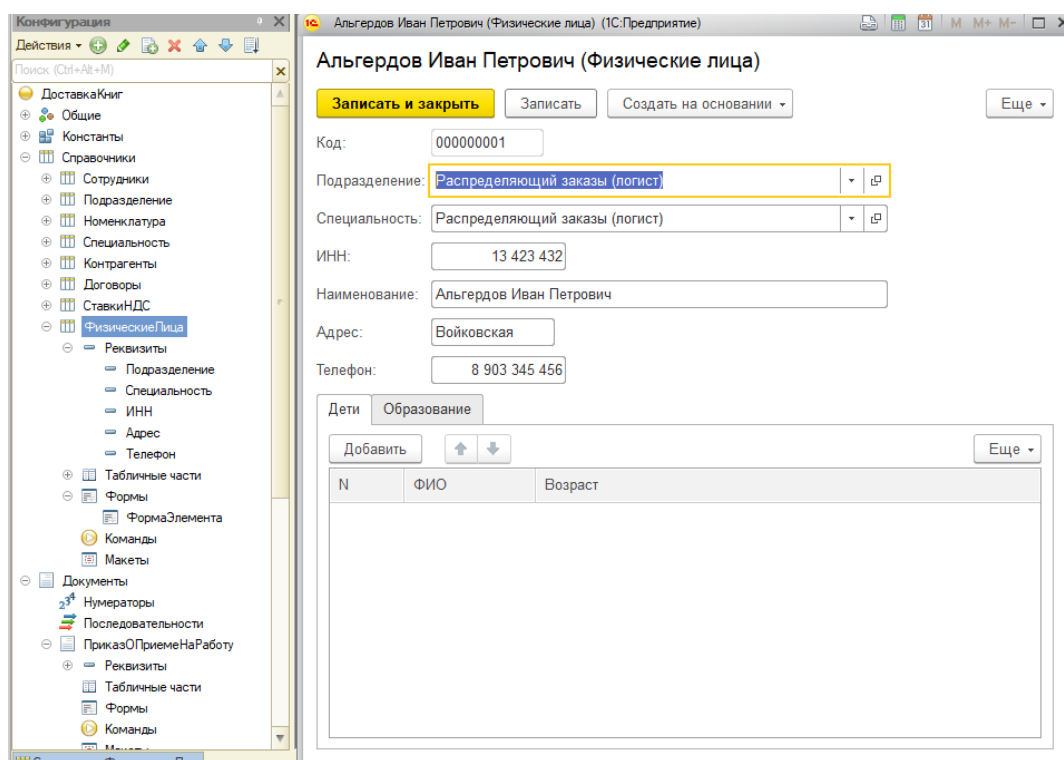 Конфигурация
Действия
Поиск (Ctrl+Alt+M)
ДоставкаКниг
Общие
Константы
Справочники
Сотрудники
Подразделение
Номенклатура
Специальность
Контрагенты
Договоры
СтавкиНДС
ФизическиеЛица
Реквизиты
Подразделение
Специальность
ИНН
Адрес
Телефон
Табличные части
Формы
ФормаЭлемента
Команды
Макеты
Документы
Нумераторы
Последовательности
ПриказОПриемеНаРаботу
Реквизиты
Табличные части
Формы
Команды
Альгердов Иван Петрович (Физические лица) (1С:Предприятие)
31 M M+ M-
Альгердов Иван Петрович (Физические лица)
Записать и закрыть Записать Создать на основании Еще
Код: 000000001
Подразделение: Распределяющий заказы (логист)
Специальность: Распределяющий заказы (логист)
ИНН: 13 423 432
Наименование: Альгердов Иван Петрович
Адрес: Войковская
Телефон: 8 903 345 456
Дети Образование
Добавить Еще
N ФИО Возраст